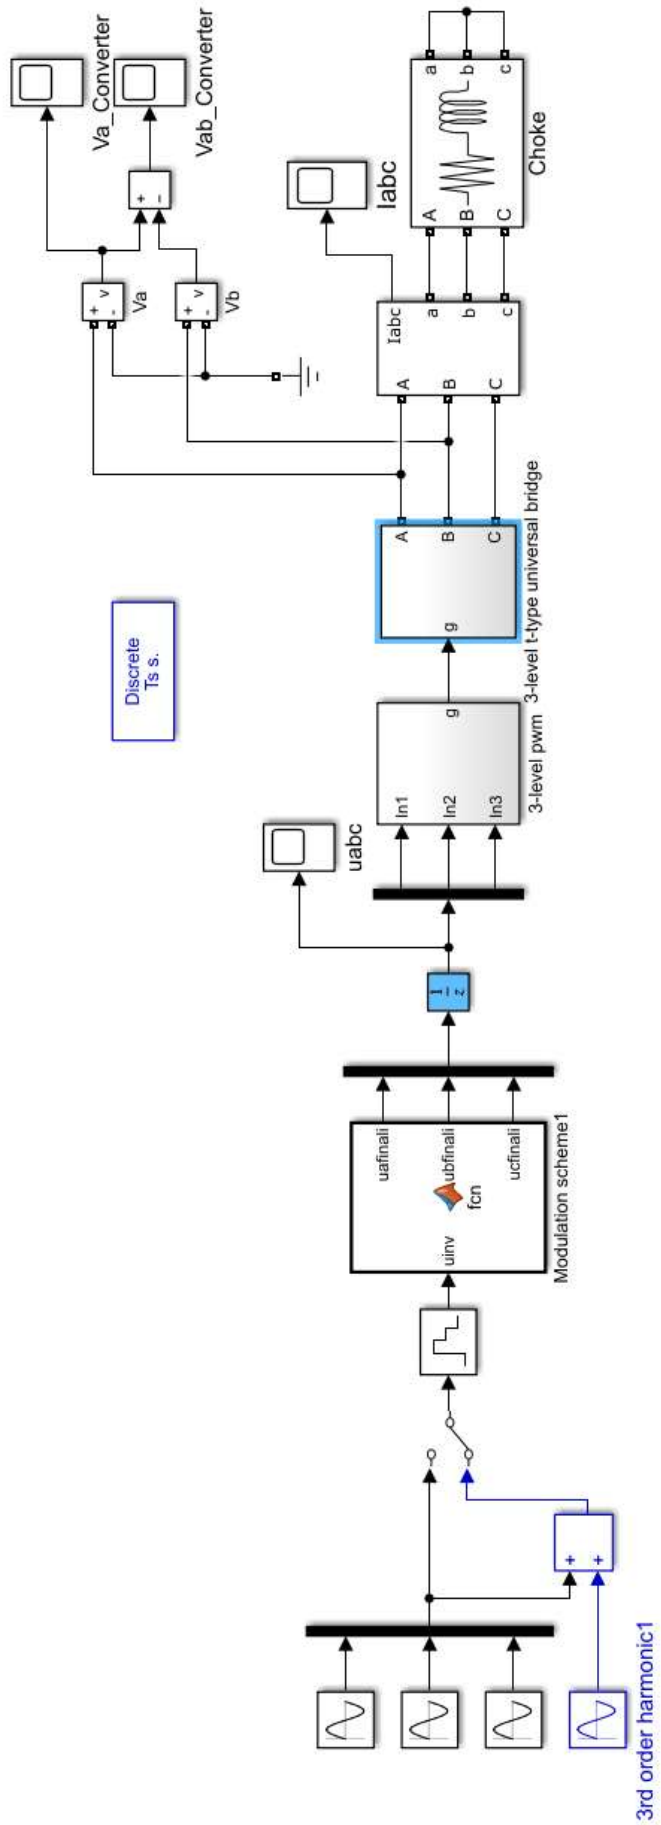 3rd order harmonic1
uinv
fcn
uafinali
ubfinali
ucfinali
Modulation scheme1
1
z
uabc
In1
In2
In3
g
3-level pwm
Discrete
Ts s.
g
A
B
C
3-level t-type universal bridge
A
B
C
Iabc
a
b
c
Iabc
Va
v
+
-
Vb
v
+
-
+
-
Va_Converter
Vab_Converter
A
B
C
a
b
c
Choke
+
+